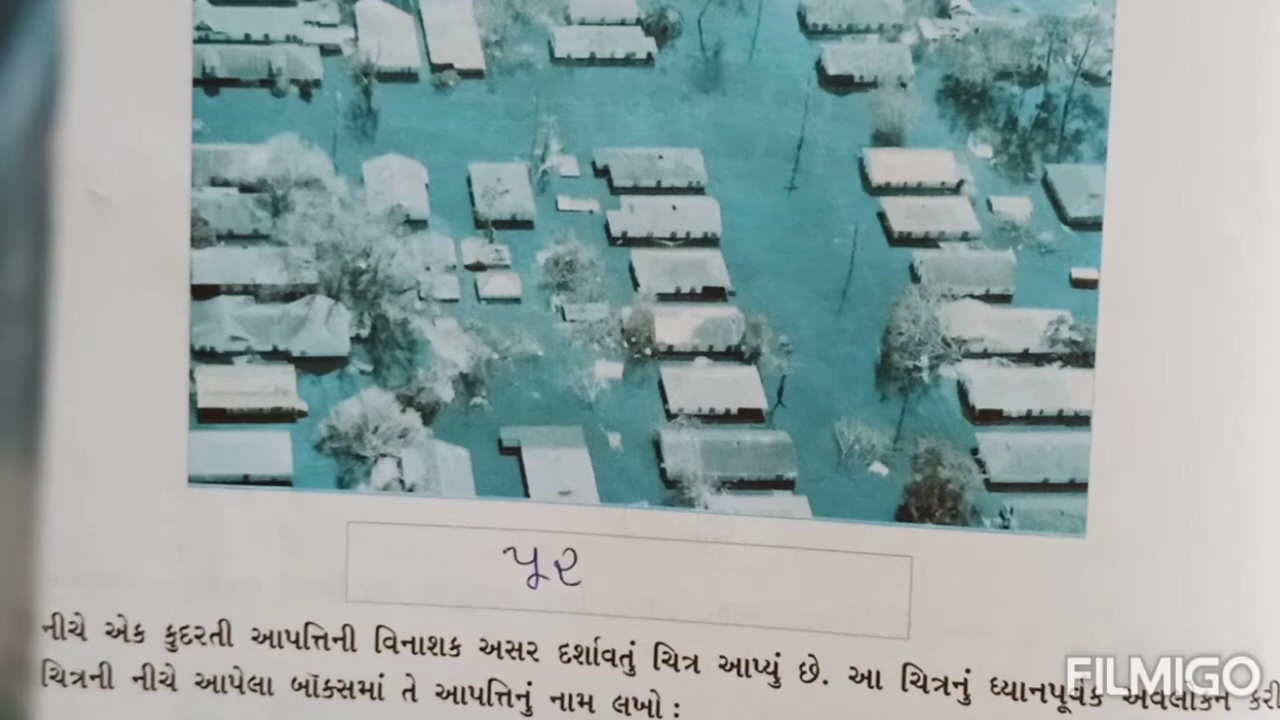 પૂર
નીચે એક કુદરતી આપત્તિની વિનાશક અસર દર્શાવતું ચિત્ર આપ્યું છે. આ ચિત્રનું ધ્યાનપૂર્વક અવલોકન કરી
ચિત્રની નીચે આપેલા બૉક્સમાં તે આપત્તિનું નામ લખો :
FILMIGO